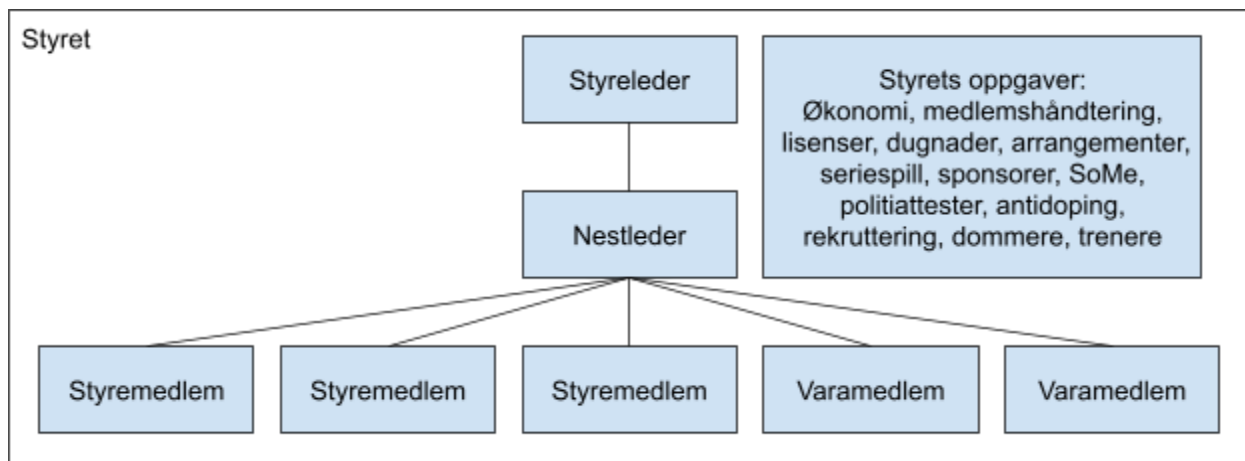 Styret
Styreleder
Styrets oppgaver:
Økonomi, medlemshåndtering,
lisenser, dugnader, arrangementer,
seriespill, sponsorer, SoMe,
politiattester, antidoping,
rekruttering, dommere, trenere
Nestleder
Styremedlem
Styremedlem
Styremedlem
Varamedlem
Varamedlem